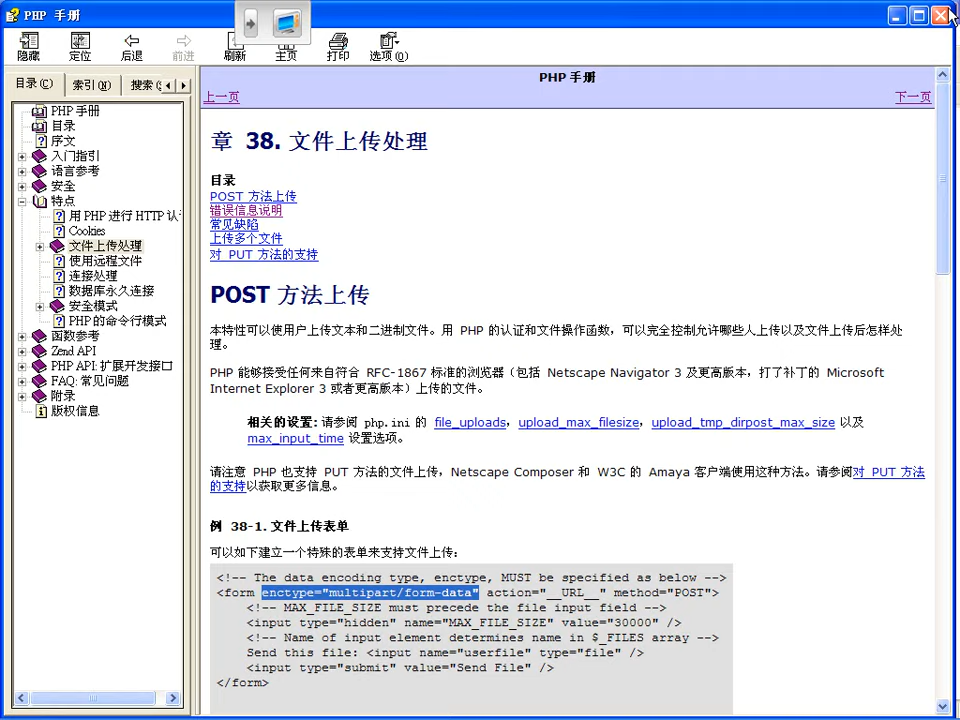 PHP 手册
隐藏 定位 后退 前进 刷新 主页 打印 选项(O)
目录(C) 索引(N) 搜索
PHP 手册
目录
序文
入门指引
语言参考
安全
特点
用 PHP 进行 HTTP 认
Cookies
文件上传处理
使用远程文件
连接处理
数据库永久连接
安全模式
PHP 的命令行模式
函数参考
Zend API
PHP API: 扩展开发接口
FAQ: 常见问题
附录
版权信息
PHP 手册
上一页 下一页
章 38. 文件上传处理
目录
POST 方法上传
错误信息说明
常见缺陷
上传多个文件
对 PUT 方法的支持
POST 方法上传
本特性可以使用户上传文本和二进制文件。用 PHP 的认证和文件操作函数，可以完全控制允许哪些人上传以及文件上传后怎样处
理。
PHP 能够接受任何来自符合 RFC-1867 标准的浏览器（包括 Netscape Navigator 3 及更高版本，打了补丁的 Microsoft
Internet Explorer 3 或者更高版本）上传的文件。
相关的设置: 请参阅 php.ini 的 file_uploads，upload_max_filesize，upload_tmp_dirpost_max_size 以及
max_input_time 设置选项。
请注意 PHP 也支持 PUT 方法的文件上传，Netscape Composer 和 W3C 的 Amaya 客户端使用这种方法。请参阅对 PUT 方法
的支持以获取更多信息。
例 38-1. 文件上传表单
可以如下建立一个特殊的表单来支持文件上传：
<!-- The data encoding type, enctype, MUST be specified as below -->
<form enctype="multipart/form-data" action="__URL__" method="POST">
<!-- MAX_FILE_SIZE must precede the file input field -->
<input type="hidden" name="MAX_FILE_SIZE" value="30000" />
<!-- Name of input element determines name in $_FILES array -->
Send this file: <input name="userfile" type="file" />
<input type="submit" value="Send File" />
</form>